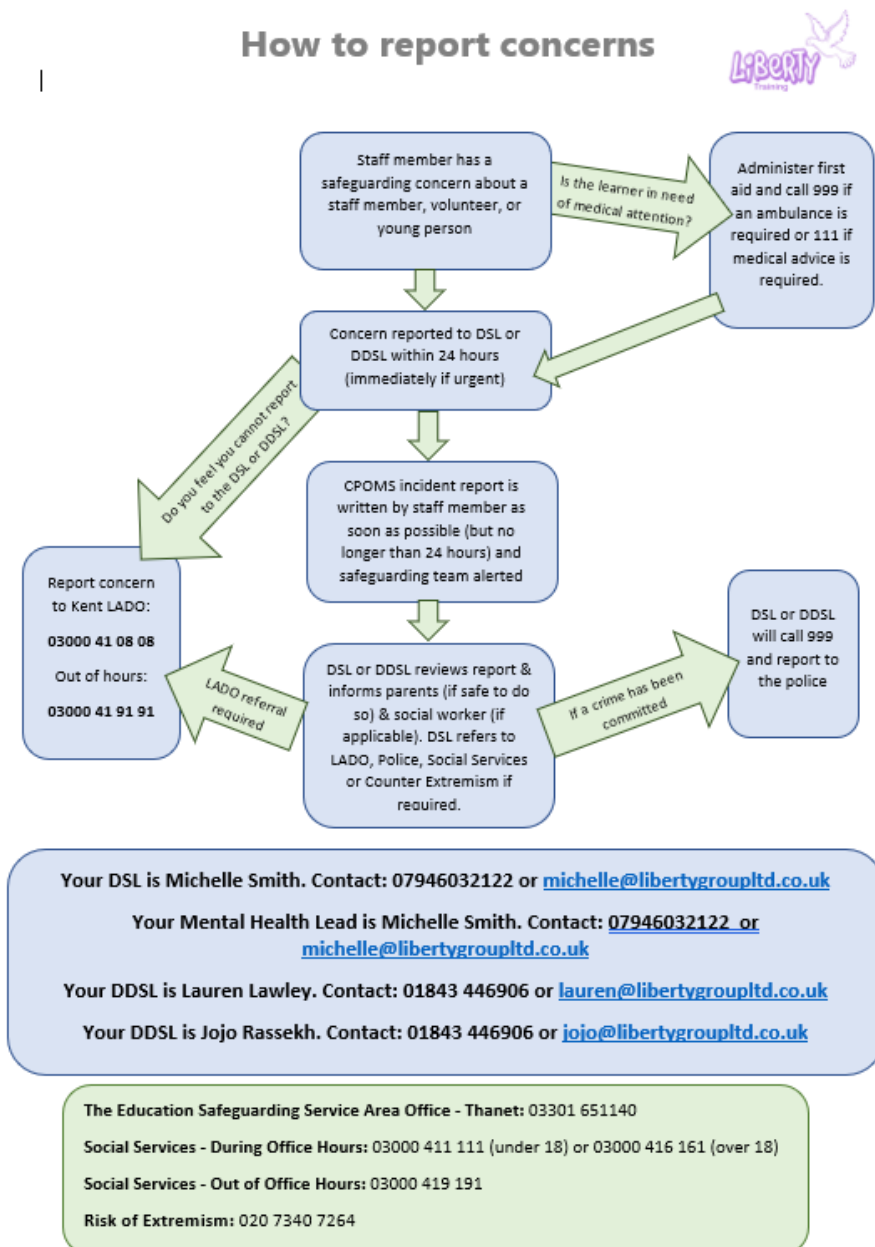 How to report concerns
LiBeRTY
Training
Staff member has a
safeguarding concern about a
staff member, volunteer, or
young person
Is the learner in need
of medical attention?
Administer first
aid and call 999 if
an ambulance is
required or 111 if
medical advice is
required.
Concern reported to DSL or
DDSL within 24 hours
(immediately if urgent)
Do you feel you cannot report
to the DSL or DDSL?
CPOMS incident report is
written by staff member as
soon as possible (but no
longer than 24 hours) and
safeguarding team alerted
Report concern
to Kent LADO:
03000 41 08 08
Out of hours:
03000 41 91 91
LADO referral
required
DSL or DDSL reviews report &
informs parents (if safe to do
so) & social worker (if
applicable). DSL refers to
LADO, Police, Social Services
or Counter Extremism if
required.
If a crime has been
committed
DSL or DDSL
will call 999
and report to
the police
Your DSL is Michelle Smith. Contact: 07946032122 or michelle@libertygroupltd.co.uk
Your Mental Health Lead is Michelle Smith. Contact: 07946032122 or
michelle@libertygroupltd.co.uk
Your DDSL is Lauren Lawley. Contact: 01843 446906 or lauren@libertygroupltd.co.uk
Your DDSL is Jojo Rassekh. Contact: 01843 446906 or jojo@libertygroupltd.co.uk
The Education Safeguarding Service Area Office - Thanet: 03301 651140
Social Services - During Office Hours: 03000 411 111 (under 18) or 03000 416 161 (over 18)
Social Services - Out of Office Hours: 03000 419 191
Risk of Extremism: 020 7340 7264